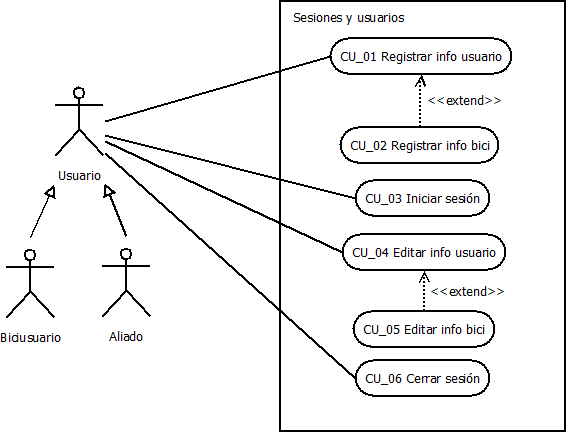 Sesiones y usuarios
CU_01 Registrar info usuario
<<extend>>
CU_02 Registrar info bici
Usuario
CU_03 Iniciar sesión
CU_04 Editar info usuario
<<extend>>
CU_05 Editar info bici
Biciusuario
Aliado
CU_06 Cerrar sesión